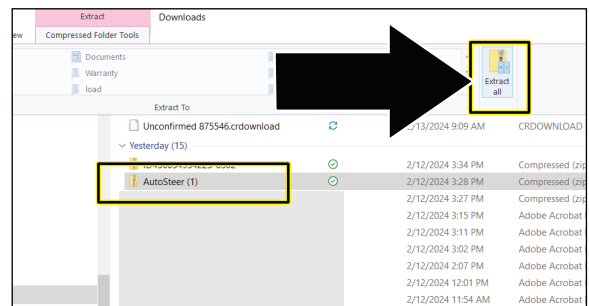 Extract
Downloads
ew
Compressed Folder Tools
Documents
Warranty
load
Extract
all
Extract To
Unconfirmed 875546.crdownload
2/13/2024 9:09 AM
CRDOWNLOAD
Yesterday (15)
2/12/2024 3:34 PM
Compressed (zip
AutoSteer (1)
2/12/2024 3:28 PM
Compressed (zip
2/12/2024 3:27 PM
Compressed (zip
2/12/2024 3:15 PM
Adobe Acrobat
2/12/2024 3:11 PM
Adobe Acrobat
2/12/2024 3:02 PM
Adobe Acrobat
2/12/2024 2:07 PM
Adobe Acrobat
2/12/2024 12:01 PM
Adobe Acrobat
2/12/2024 11:54 AM
Adobe Acrobat